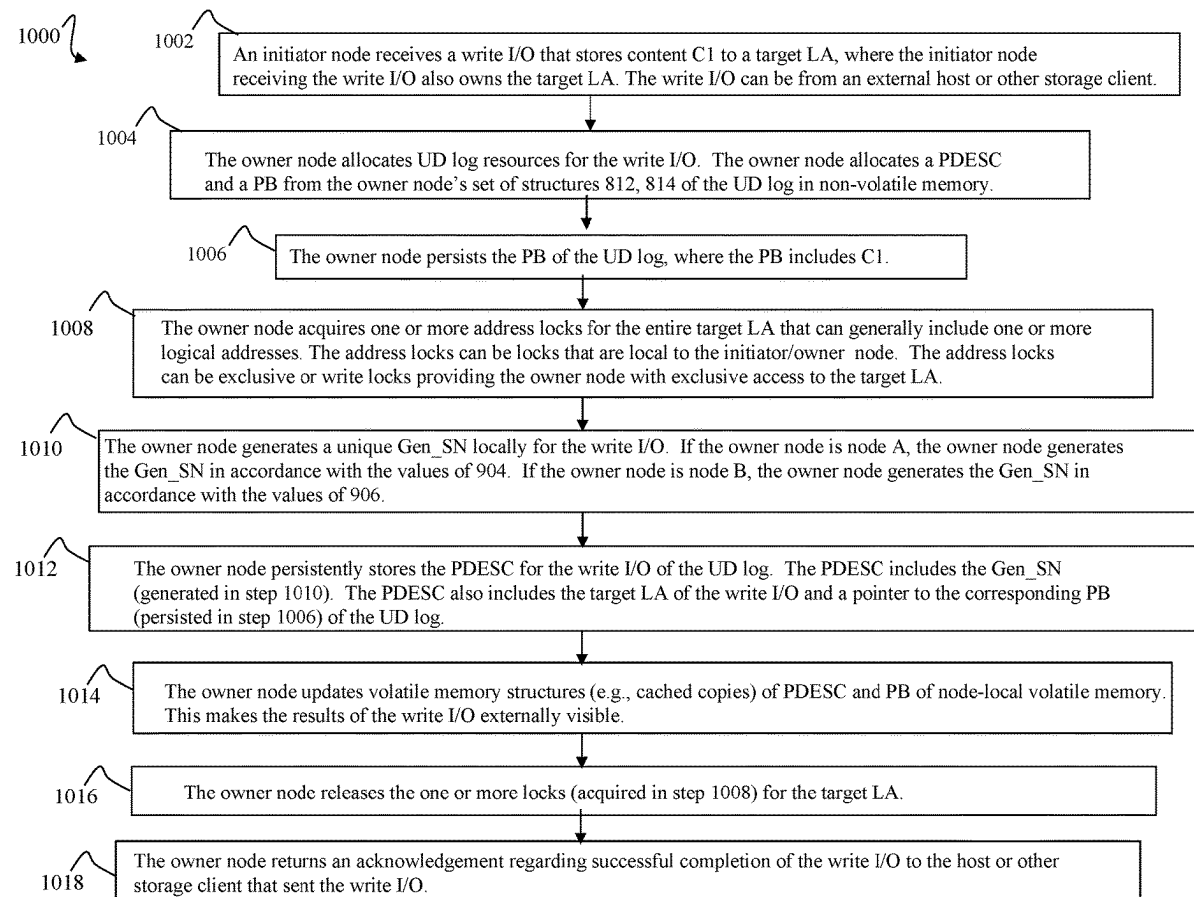 1000
1002
An initiator node receives a write I/O that stores content C1 to a target LA, where the initiator node
receiving the write I/O also owns the target LA. The write I/O can be from an external host or other storage client.
1004
The owner node allocates UD log resources for the write I/O. The owner node allocates a PDESC
and a PB from the owner node's set of structures 812, 814 of the UD log in non-volatile memory.
1006
The owner node persists the PB of the UD log, where the PB includes C1.
1008
The owner node acquires one or more address locks for the entire target LA that can generally include one or more
logical addresses. The address locks can be locks that are local to the initiator/owner node. The address locks
can be exclusive or write locks providing the owner node with exclusive access to the target LA.
1010
The owner node generates a unique Gen_SN locally for the write I/O. If the owner node is node A, the owner node generates
the Gen_SN in accordance with the values of 904. If the owner node is node B, the owner node generates the Gen_SN in
accordance with the values of 906.
1012
The owner node persistently stores the PDESC for the write I/O of the UD log. The PDESC includes the Gen_SN
(generated in step 1010). The PDESC also includes the target LA of the write I/O and a pointer to the corresponding PB
(persisted in step 1006) of the UD log.
1014
The owner node updates volatile memory structures (e.g., cached copies) of PDESC and PB of node-local volatile memory.
This makes the results of the write I/O externally visible.
1016
The owner node releases the one or more locks (acquired in step 1008) for the target LA.
1018
The owner node returns an acknowledgement regarding successful completion of the write I/O to the host or other
storage client that sent the write I/O.